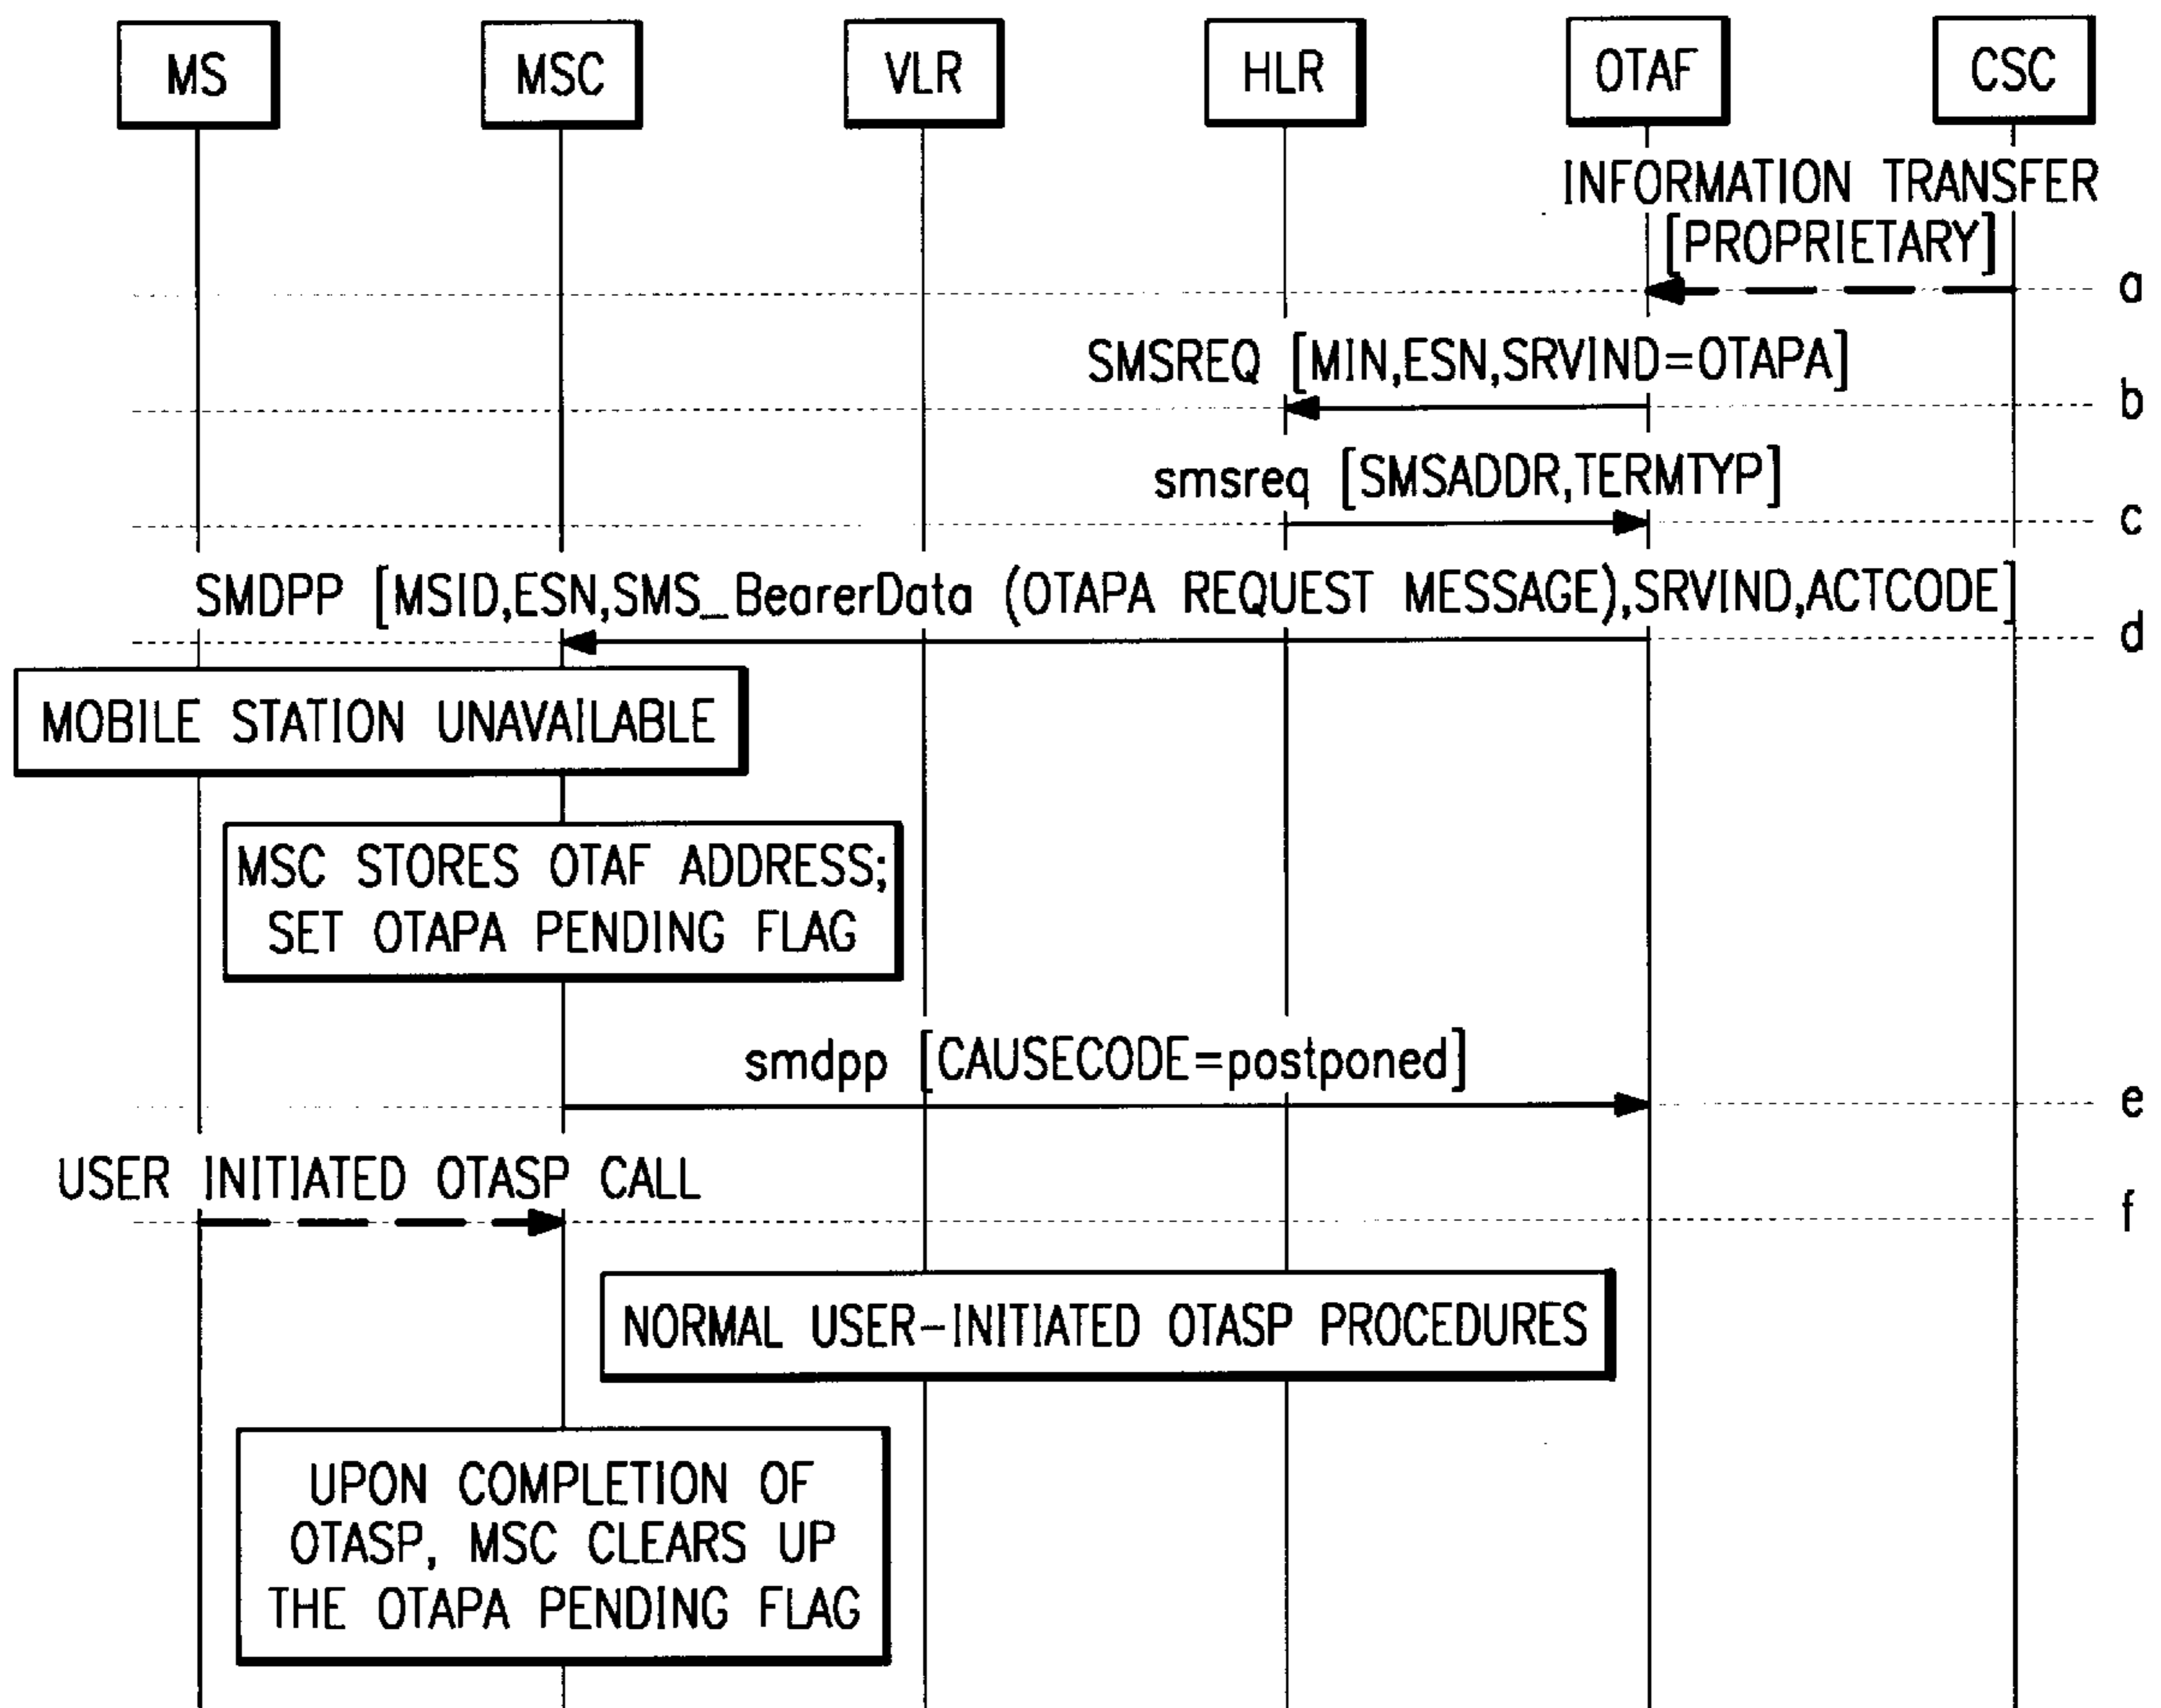 MS MSC VLR HLR OTAF CSC
INFORMATION TRANSFER
[PROPRIETARY]
a
SMSREQ [MIN,ESN,SRVIND=OTAPA]
b
smsreq [SMSADDR,TERMTYP]
c
SMDPP [MSID,ESN,SMS_BearerData (OTAPA REQUEST MESSAGE),SRVIND,ACTCODE]
d
MOBILE STATION UNAVAILABLE
MSC STORES OTAF ADDRESS;
SET OTAPA PENDING FLAG
smdpp [CAUSECODE=postponed]
e
USER INITIATED OTASP CALL
f
NORMAL USER-INITIATED OTASP PROCEDURES
UPON COMPLETION OF
OTASP, MSC CLEARS UP
THE OTAPA PENDING FLAG